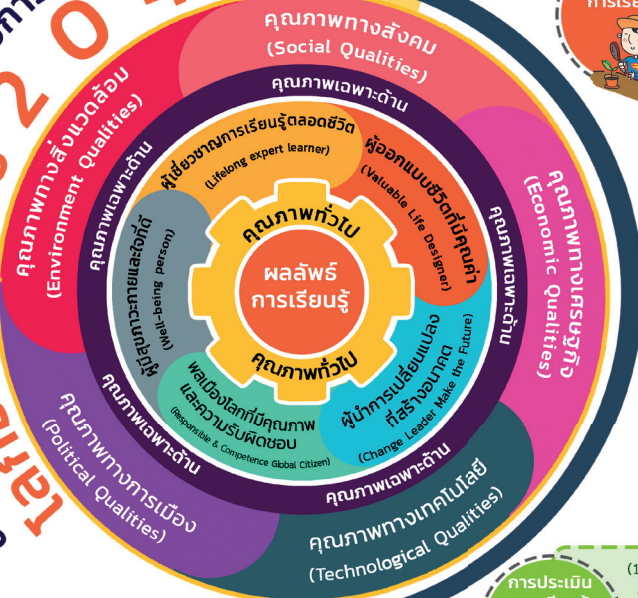 คุณภาพทางสังคม
(Social Qualities)
คุณภาพทางสิ่งแวดล้อม
(Environment Qualities)
คุณภาพทางเศรษฐกิจ
(Economic Qualities)
คุณภาพทางการเมือง
(Political Qualities)
คุณภาพทางเทคโนโลยี
(Technological Qualities)
คุณภาพเฉพาะด้าน
คุณภาพเฉพาะด้าน
คุณภาพเฉพาะด้าน
คุณภาพเฉพาะด้าน
คุณภาพเฉพาะด้าน
ผู้เชี่ยวชาญการเรียนรู้ตลอดชีวิต
(Lifelong expert learner)
ผู้ออกแบบชีวิตที่มีคุณค่า
(Valuable Life Designer)
ผู้มีสุขภาวะกายและใจที่ดี
(Well-being person)
พลเมืองโลกที่มีคุณภาพ
และความรับผิดชอบ
(Responsible & Competence Global Citizen)
ผู้นำการเปลี่ยนแปลง
ที่สร้างอนาคต
(Change Leader Make the Future)
คุณภาพทั่วไป
ผลลัพธ์
การเรียนรู้
คุณภาพทั่วไป
การประเมิน
(1